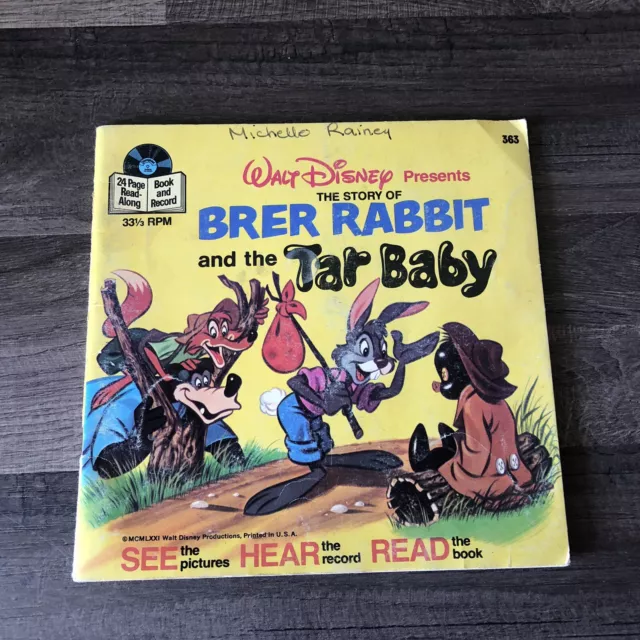 Michello Rainey
363
24 Page Read-Along
Book and Record
33⅓ RPM
Walt Disney Presents
THE STORY OF
BRER RABBIT
and the Tar Baby
©MCMLXXI Walt Disney Productions, Printed in U.S.A.
SEE the pictures HEAR the record READ the book